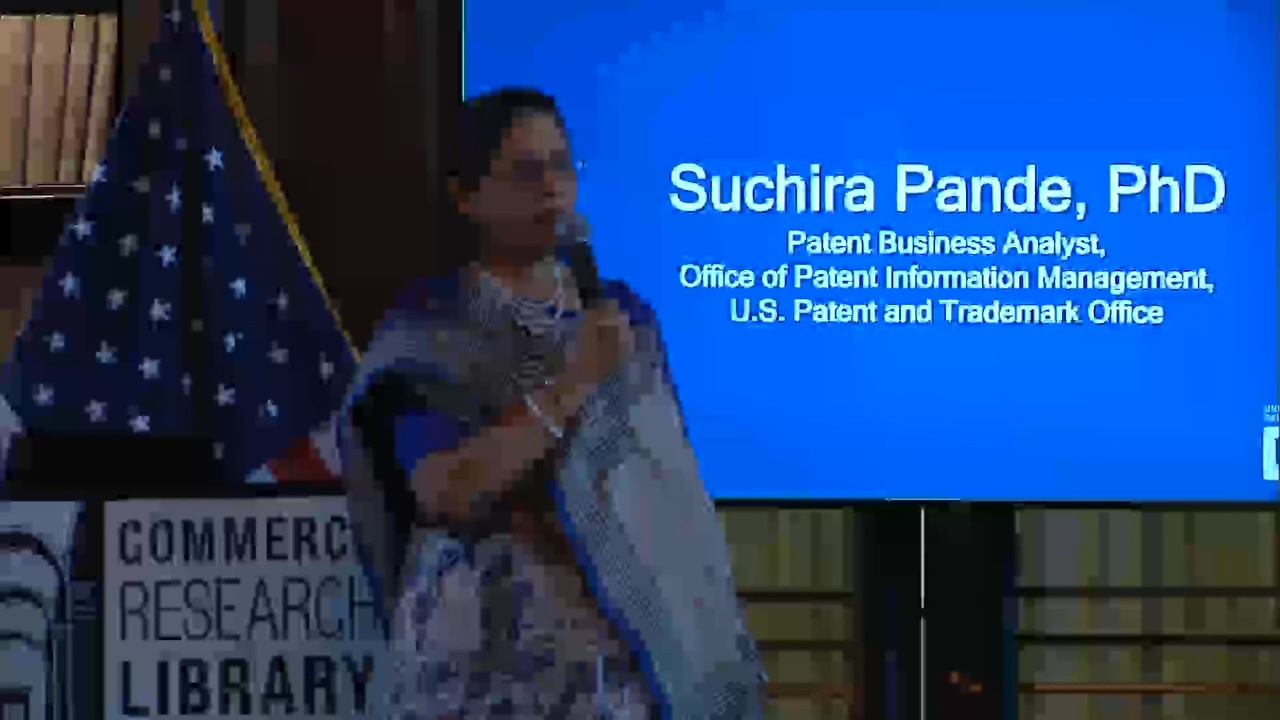 Suchira Pande, PhD
Patent Business Analyst,
Office of Patent Information Management,
U.S. Patent and Trademark Office
COMMERC
RESEARCH
LIBRARY